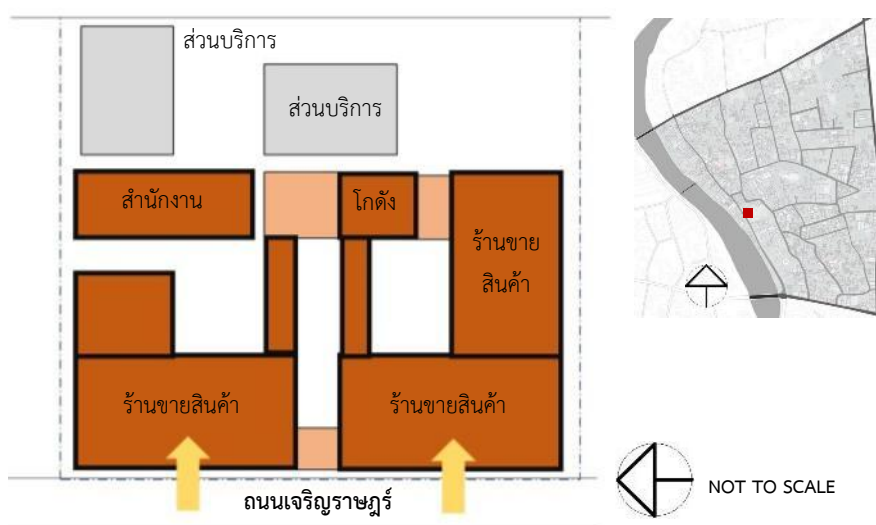 ส่วนบริการ
ส่วนบริการ
สำนักงาน
โกดัง
ร้านขาย
สินค้า
ร้านขายสินค้า
ร้านขายสินค้า
ถนนเจริญราษฎร์
NOT TO SCALE